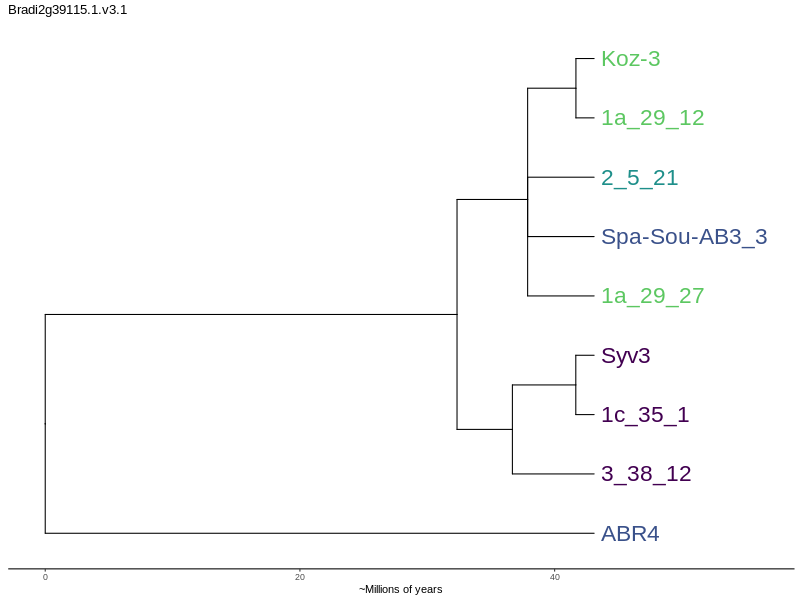 Bradi2g39115.1.v3.1
Koz-3
1a_29_12
2_5_21
Spa-Sou-AB3_3
1a_29_27
Syv3
1c_35_1
3_38_12
ABR4
0 20 40
~Millions of years